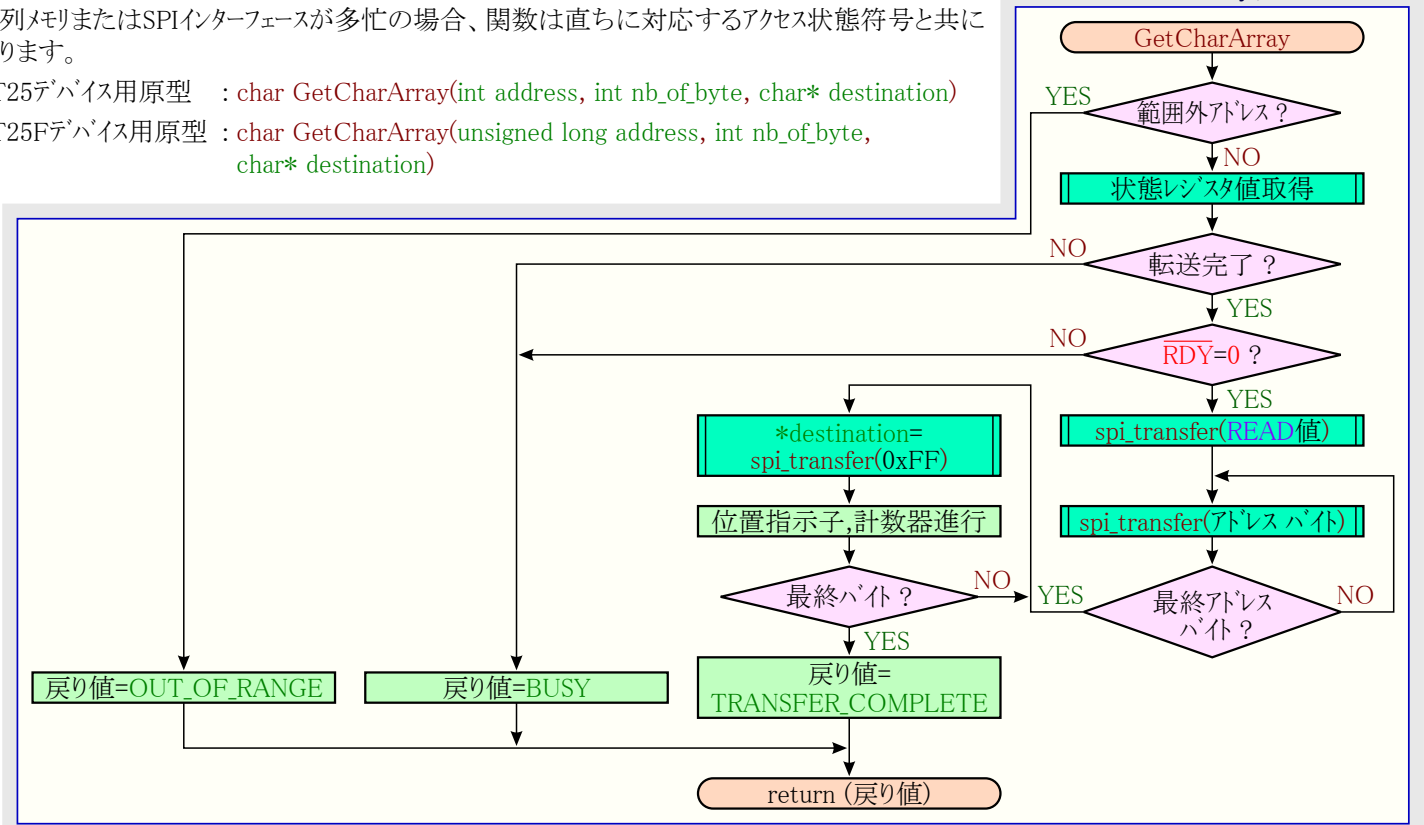 列メモリまたはSPIインターフェースが多忙の場合、関数は直ちに対応するアクセス状態符号と共に
ります。
T25デバイス用原型 : char GetCharArray(int address, int nb_of_byte, char* destination)
T25Fデバイス用原型 : char GetCharArray(unsigned long address, int nb_of_byte,
char* destination)
GetCharArray
YES
範囲外アドレス?
NO
状態レジスタ値取得
NO
転送完了?
YES
NO
RDY=0 ?
YES
spi_transfer(READ値)
spi_transfer(アドレス バイト)
YES
最終アドレス
バイト?
NO
*destination=
spi_transfer(0xFF)
位置指示子,計数器進行
最終バイト?
NO
YES
戻り値=OUT_OF_RANGE
戻り値=BUSY
戻り値=
TRANSFER_COMPLETE
return (戻り値)